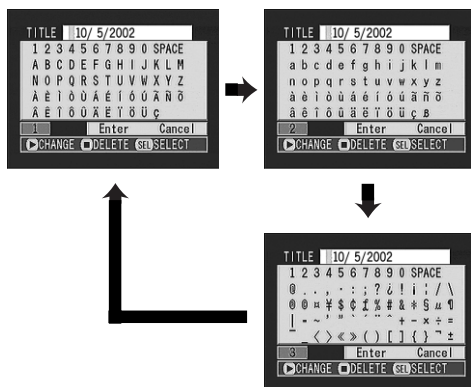 TITLE 10/ 5/2002
1 2 3 4 5 6 7 8 9 0 SPACE
A B C D E F G H I J K L M
N O P Q R S T U V W X Y Z
À È Ì Ò Ù Á É Í Ó Ú Ã Ñ Õ
Â Ê Î Ô Û Ä Ë Ï Ö Ü Ç
1 Enter Cancel
CHANGE DELETE SEL SELECT
TITLE 10/ 5/2002
1 2 3 4 5 6 7 8 9 0 SPACE
a b c d e f g h i j k l m
n o p q r s t u v w x y z
à è ì ò ù á é í ó ú ã ñ õ
â ê î ô û ä ë ï ö ü ç ß
2 Enter Cancel
CHANGE DELETE SEL SELECT
TITLE 10/ 5/2002
1 2 3 4 5 6 7 8 9 0 SPACE
: ; ? ¿ ! ¡ ¦ / \
¤ ¥ $ ¢ £ % # & * § µ ¶
+ - × ÷ =
_ < > « » ( ) [ ] { } ±
3 Enter Cancel
CHANGE DELETE SEL SELECT